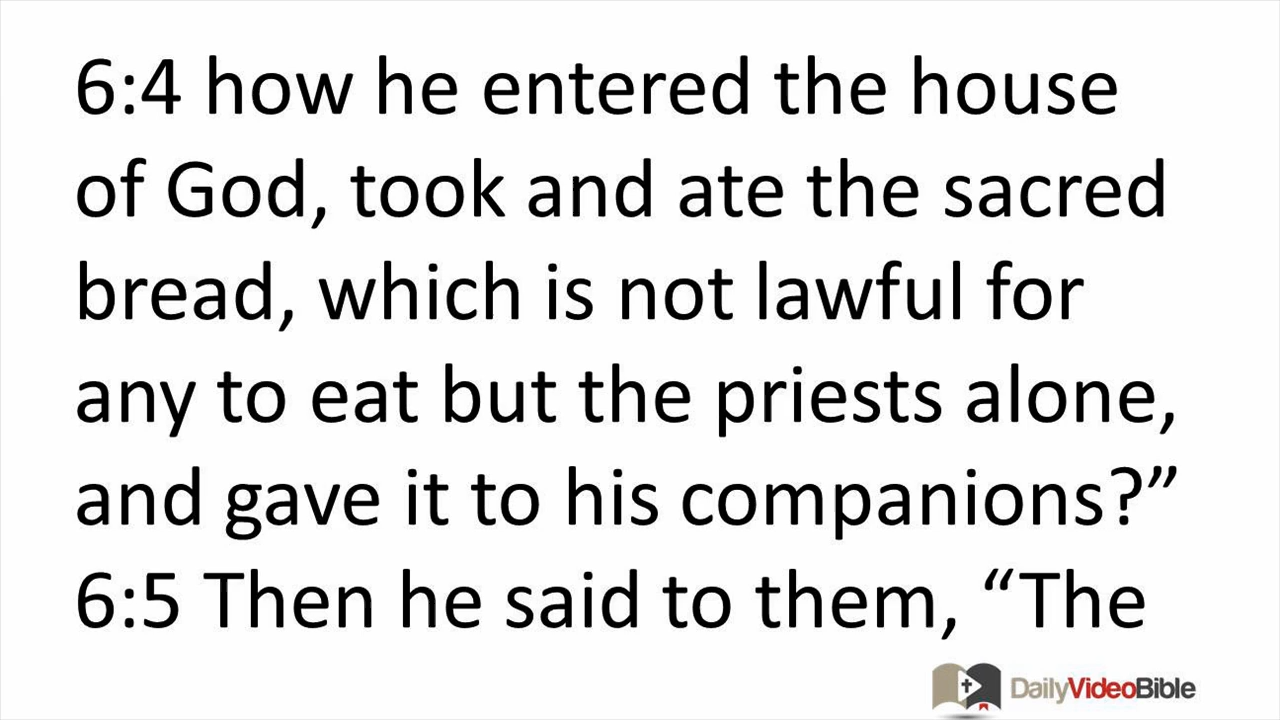 6:4 how he entered the house
of God, took and ate the sacred
bread, which is not lawful for
any to eat but the priests alone,
and gave it to his companions?”
6:5 Then he said to them, “The
DailyVideoBible